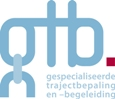 gtb.
gespecialiseerde
trajectbepaling
en -begeleiding